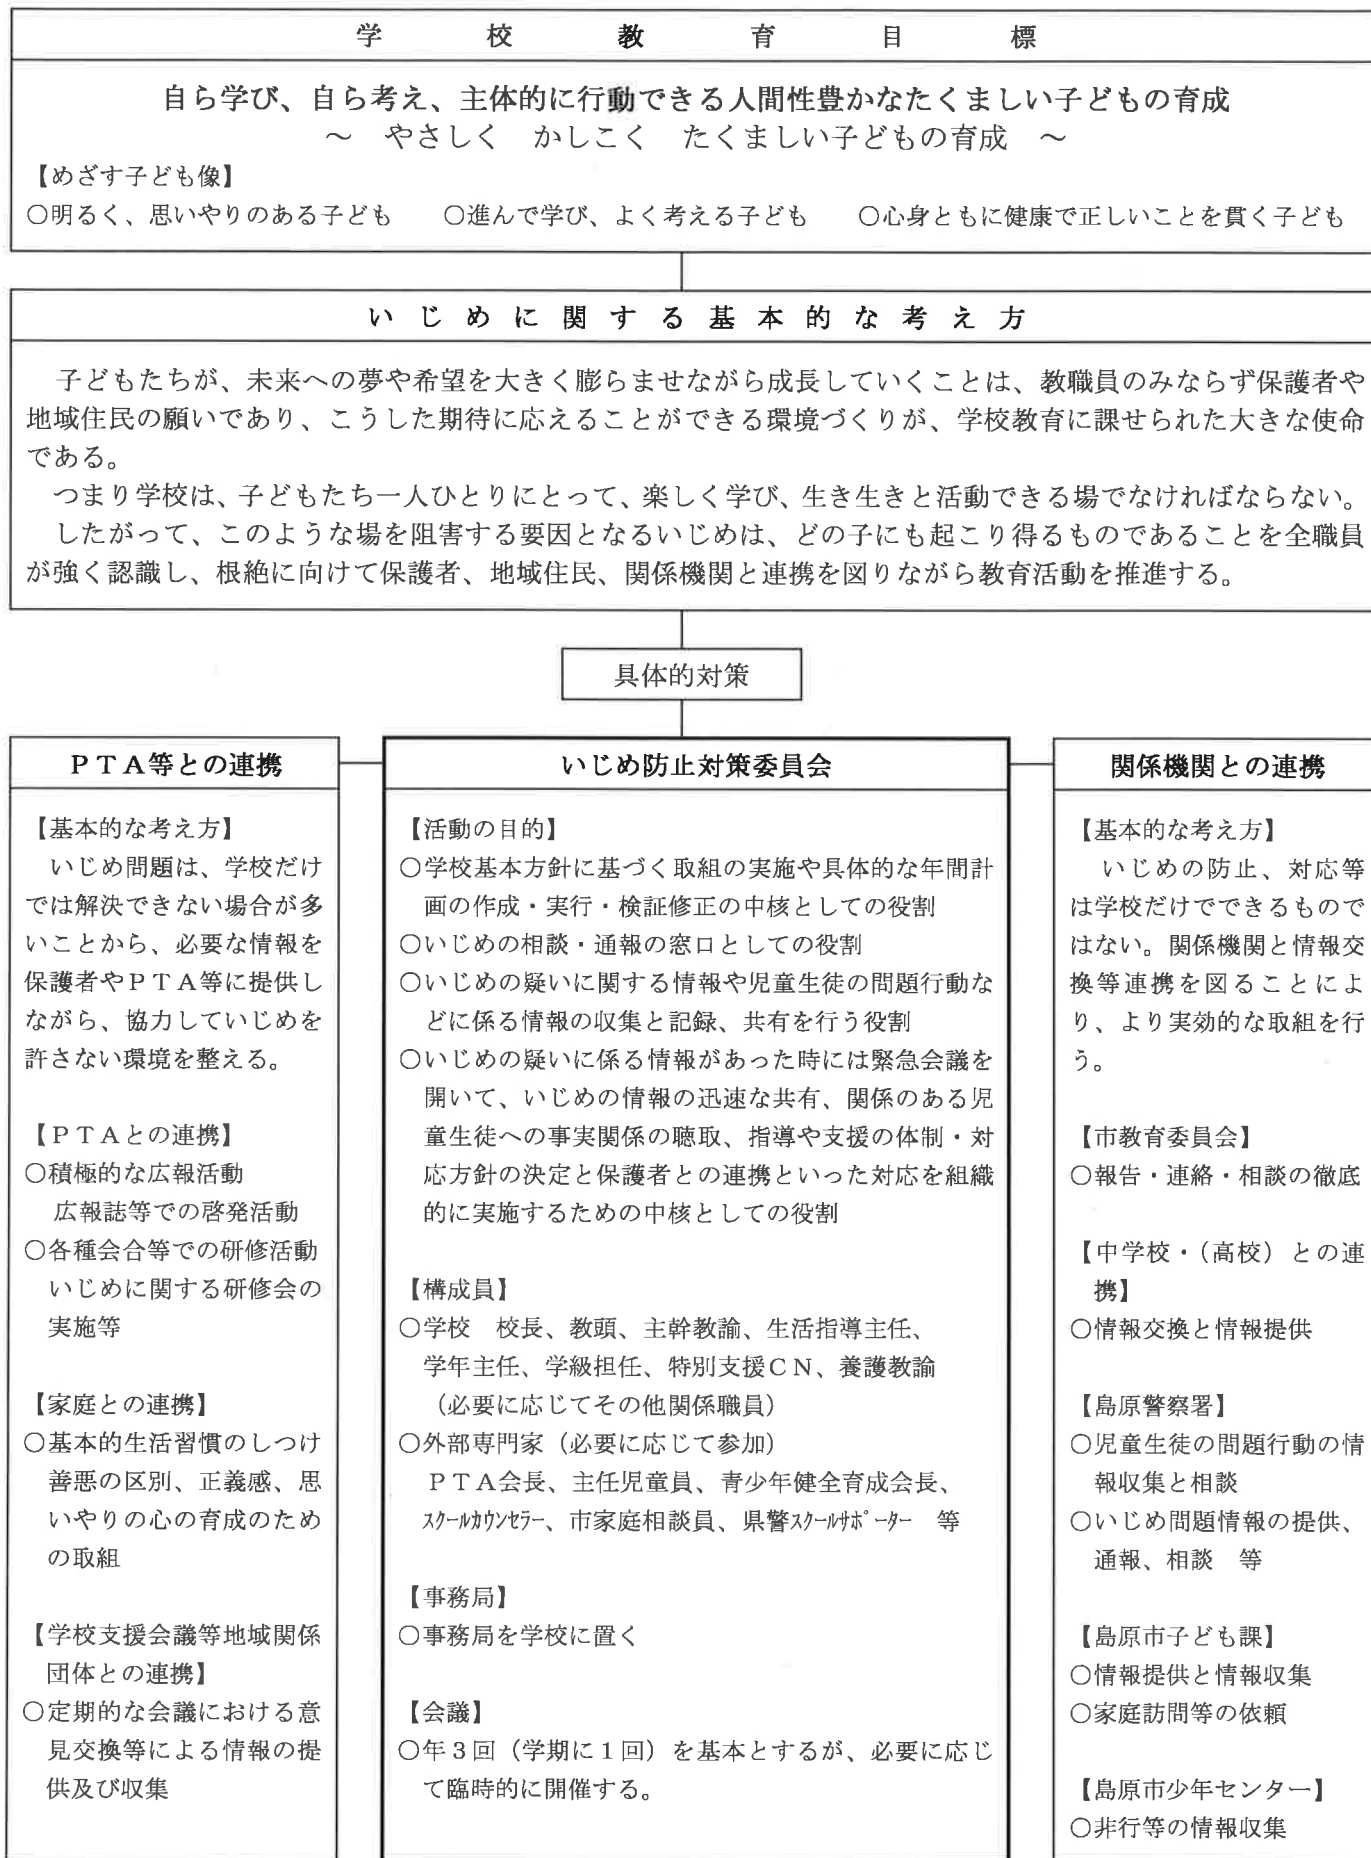 学校教育目標
自ら学び、自ら考え、主体的に行動できる人間性豊かなたくましい子どもの育成
～　やさしく　かしこく　たくましい子どもの育成　～
【めざす子ども像】
○明るく、思いやりのある子ども　○進んで学び、よく考える子ども　○心身ともに健康で正しいことを貫く子ども
いじめに関する基本的な考え方
子どもたちが、未来への夢や希望を大きく膨らませながら成長していくことは、教職員のみならず保護者や
地域住民の願いであり、こうした期待に応えることができる環境づくりが、学校教育に課せられた大きな使命
である。
つまり学校は、子どもたち一人ひとりにとって、楽しく学び、生き生きと活動できる場でなければならない。
したがって、このような場を阻害する要因となるいじめは、どの子にも起こり得るものであることを全職員
が強く認識し、根絶に向けて保護者、地域住民、関係機関と連携を図りながら教育活動を推進する。
具体的対策
ＰＴＡ等との連携
【基本的な考え方】
いじめ問題は、学校だけ
では解決できない場合が多
いことから、必要な情報を
保護者やＰＴＡ等に提供し
ながら、協力していじめを
許さない環境を整える。
【ＰＴＡとの連携】
○積極的な広報活動
広報誌等での啓発活動
○各種会合等での研修活動
いじめに関する研修会の
実施等
【家庭との連携】
○基本的生活習慣のしつけ
善悪の区別、正義感、思
いやりの心の育成のため
の取組
【学校支援会議等地域関係
団体との連携】
○定期的な会議における意
見交換等による情報の提
供及び収集
いじめ防止対策委員会
【活動の目的】
○学校基本方針に基づく取組の実施や具体的な年間計
画の作成・実行・検証修正の中核としての役割
○いじめの相談・通報の窓口としての役割
○いじめの疑いに関する情報や児童生徒の問題行動な
どに係る情報の収集と記録、共有を行う役割
○いじめの疑いに係る情報があった時には緊急会議を
開いて、いじめの情報の迅速な共有、関係のある児
童生徒への事実関係の聴取、指導や支援の体制・対
応方針の決定と保護者との連携といった対応を組織
的に実施するための中核としての役割
【構成員】
○学校　校長、教頭、主幹教諭、生活指導主任、
学年主任、学級担任、特別支援ＣＮ、養護教諭
（必要に応じてその他関係職員）
○外部専門家（必要に応じて参加）
ＰＴＡ会長、主任児童員、青少年健全育成会長、
ｽｸｰﾙｶｳﾝｾﾗｰ、市家庭相談員、県警ｽｸｰﾙｻﾎﾟｰﾀｰ　等
【事務局】
○事務局を学校に置く
【会議】
○年３回（学期に１回）を基本とするが、必要に応じ
て臨時的に開催する。
関係機関との連携
【基本的な考え方】
いじめの防止、対応等
は学校だけでできるもので
はない。関係機関と情報交
換等連携を図ることによ
り、より実効的な取組を行
う。
【市教育委員会】
○報告・連絡・相談の徹底
【中学校・（高校）との連
携】
○情報交換と情報提供
【島原警察署】
○児童生徒の問題行動の情
報収集と相談
○いじめ問題情報の提供、
通報、相談　等
【島原市子ども課】
○情報提供と情報収集
○家庭訪問等の依頼
【島原市少年センター】
○非行等の情報収集